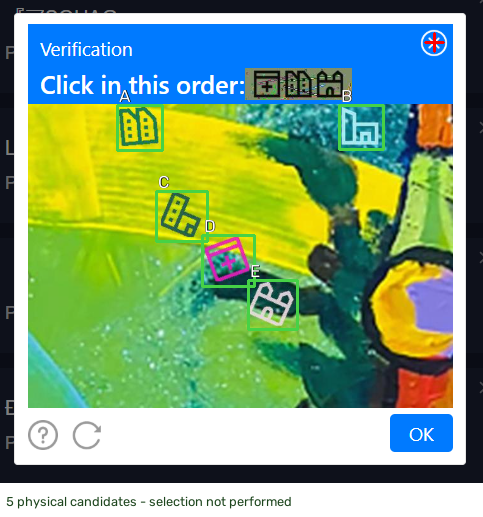 Verification
Click in this order:
A
B
C
D
E
OK
5 physical candidates - selection not performed